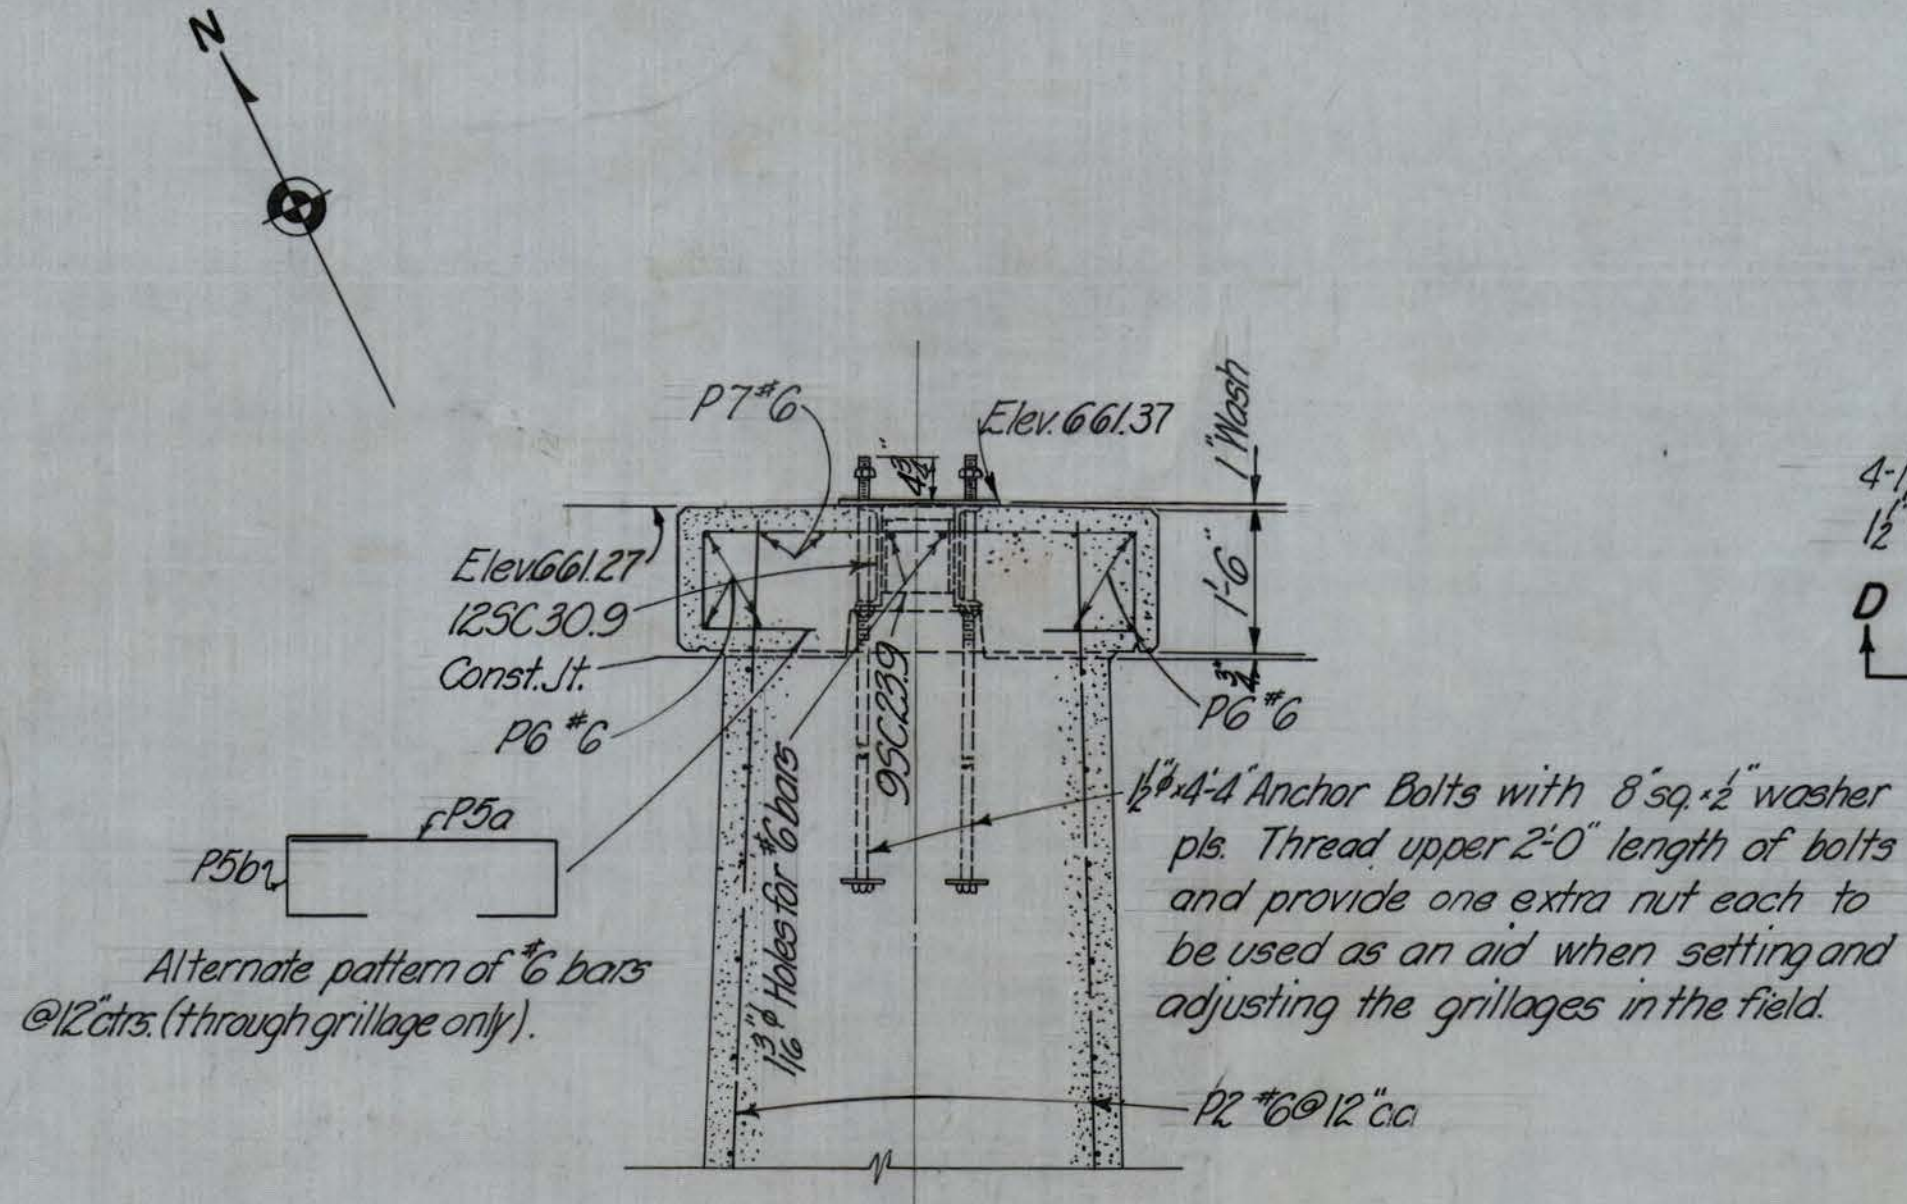 N
P7 #6
Elev. 661.37
1" Wash
4 3/4"
Elev. 661.27
12SC30.9
Const. Jt.
P6 #6
1'-6"
3/4"
P6 #6
9SC23.9
1 3/16"ϕ Holes for #6 bars
P5a
P5b
Alternate pattern of #6 bars
@12"ctrs. (through grillage only).
1 1/2"ϕ x 4'-4" Anchor Bolts with 8"sq. x 1/2" washer
pls. Thread upper 2'-0" length of bolts
and provide one extra nut each to
be used as an aid when setting and
adjusting the grillages in the field.
P2 #6@12"c.c.
D